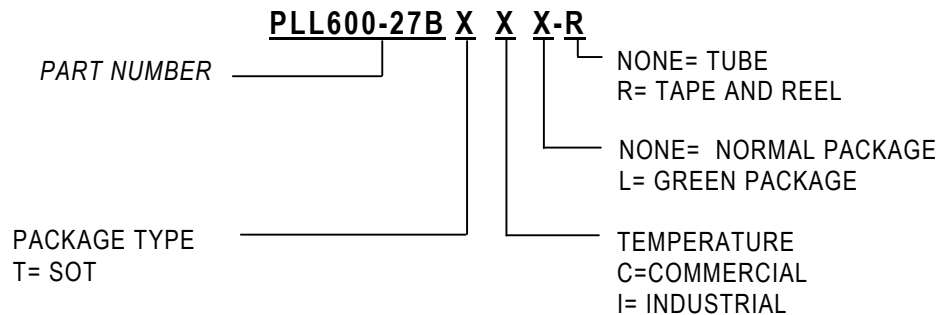 PLL600-27B X X X-R
PART NUMBER
NONE= TUBE
R= TAPE AND REEL
NONE= NORMAL PACKAGE
L= GREEN PACKAGE
PACKAGE TYPE
T= SOT
TEMPERATURE
C=COMMERCIAL
I= INDUSTRIAL